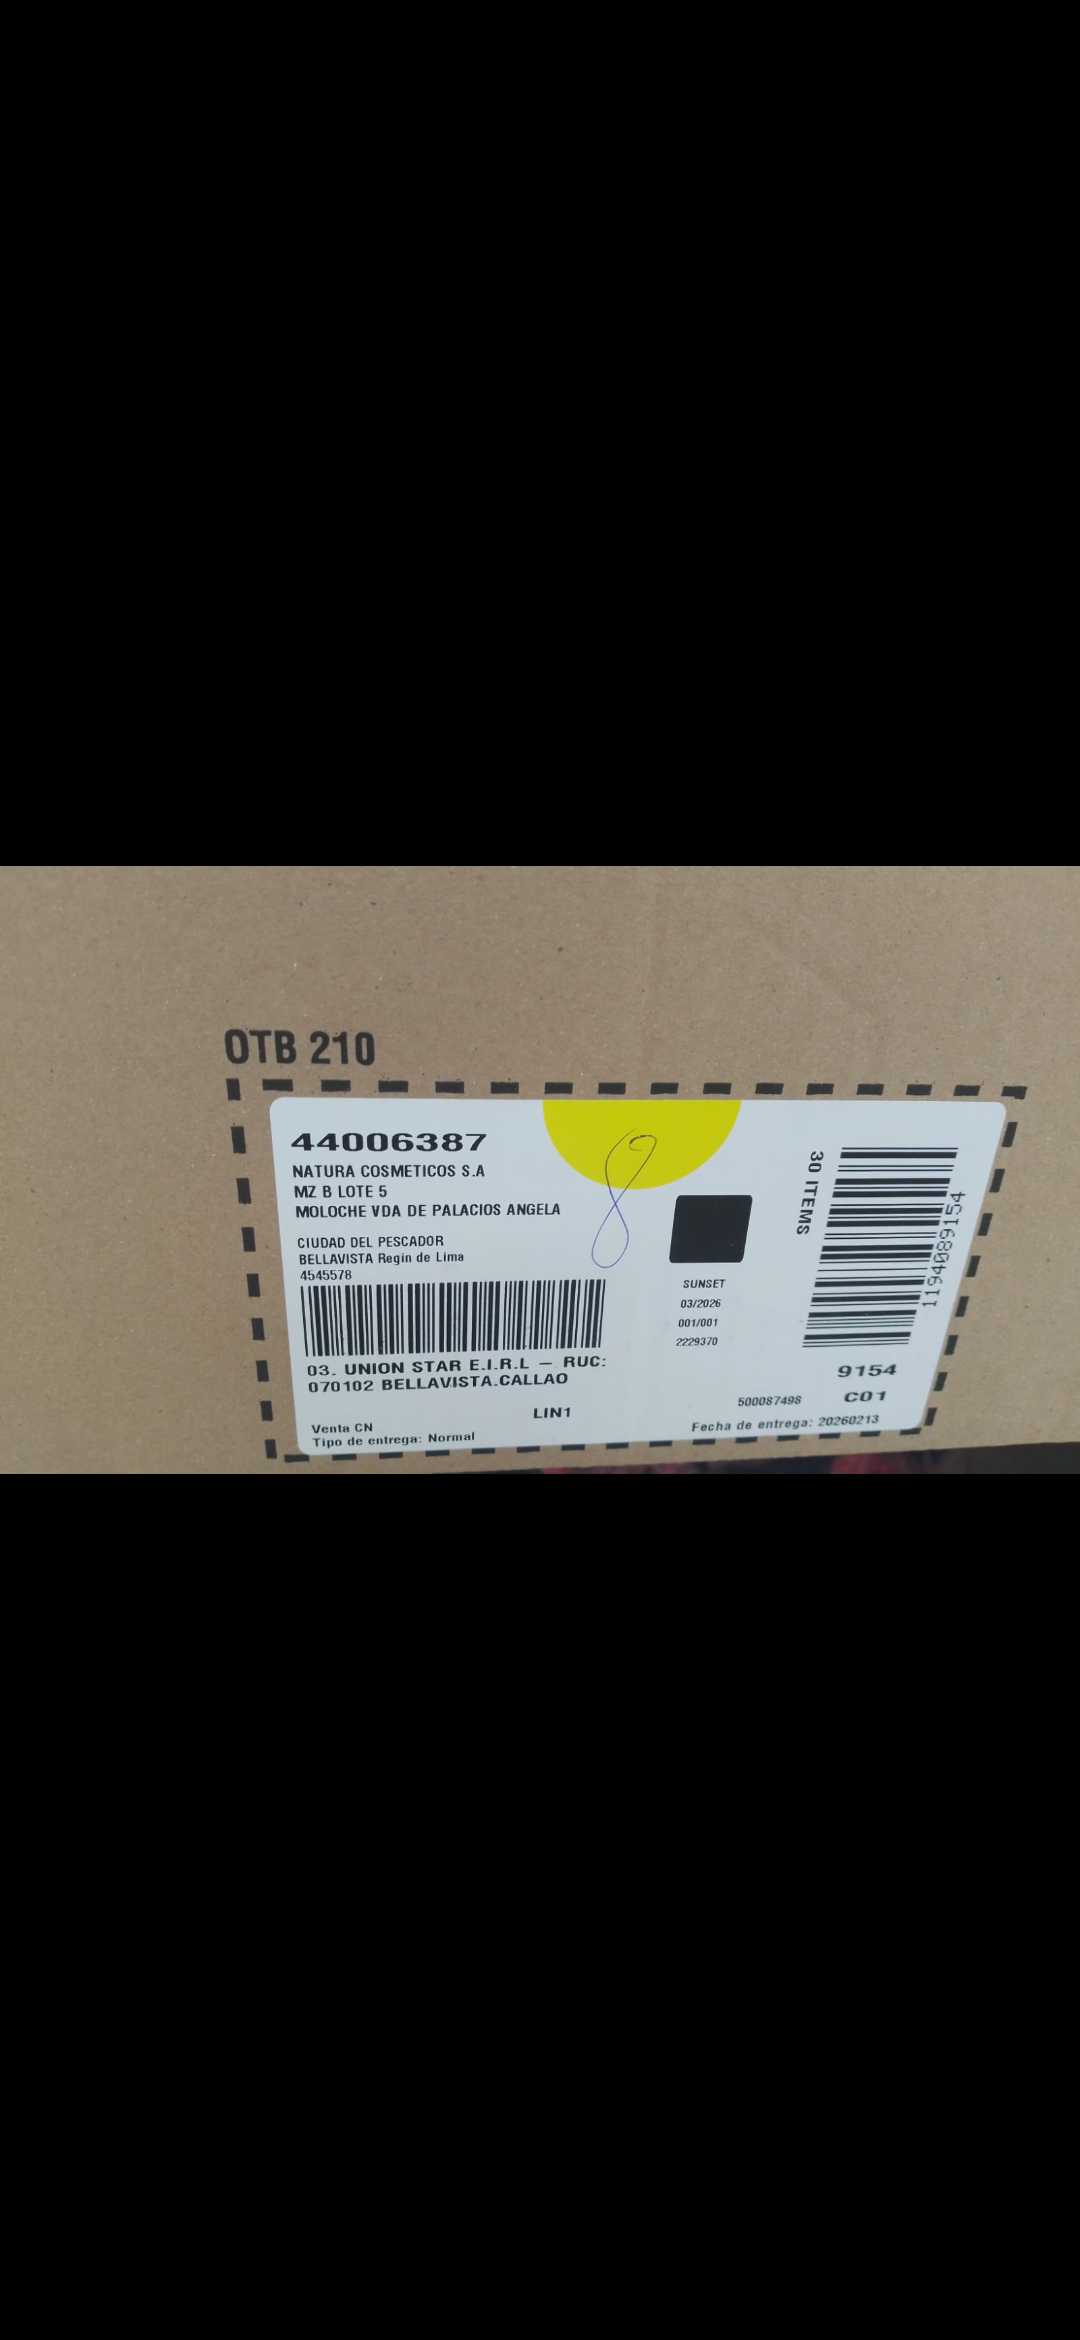 OTB 210
44006387
NATURA COSMETICOS S.A
MZ B LOTE 5
MOLOCHE VDA DE PALACIOS ANGELA
CIUDAD DEL PESCADOR
BELLAVISTA Regin de Lima
4545578
03. UNION STAR E.I.R.L – RUC:
070102 BELLAVISTA.CALLAO
LIN1
Venta CN
Tipo de entrega: Normal
8
SUNSET
03/2026
001/001
2229370
30 ITEMS
1194089154
9154
500087498
C01
Fecha de entrega: 20260213